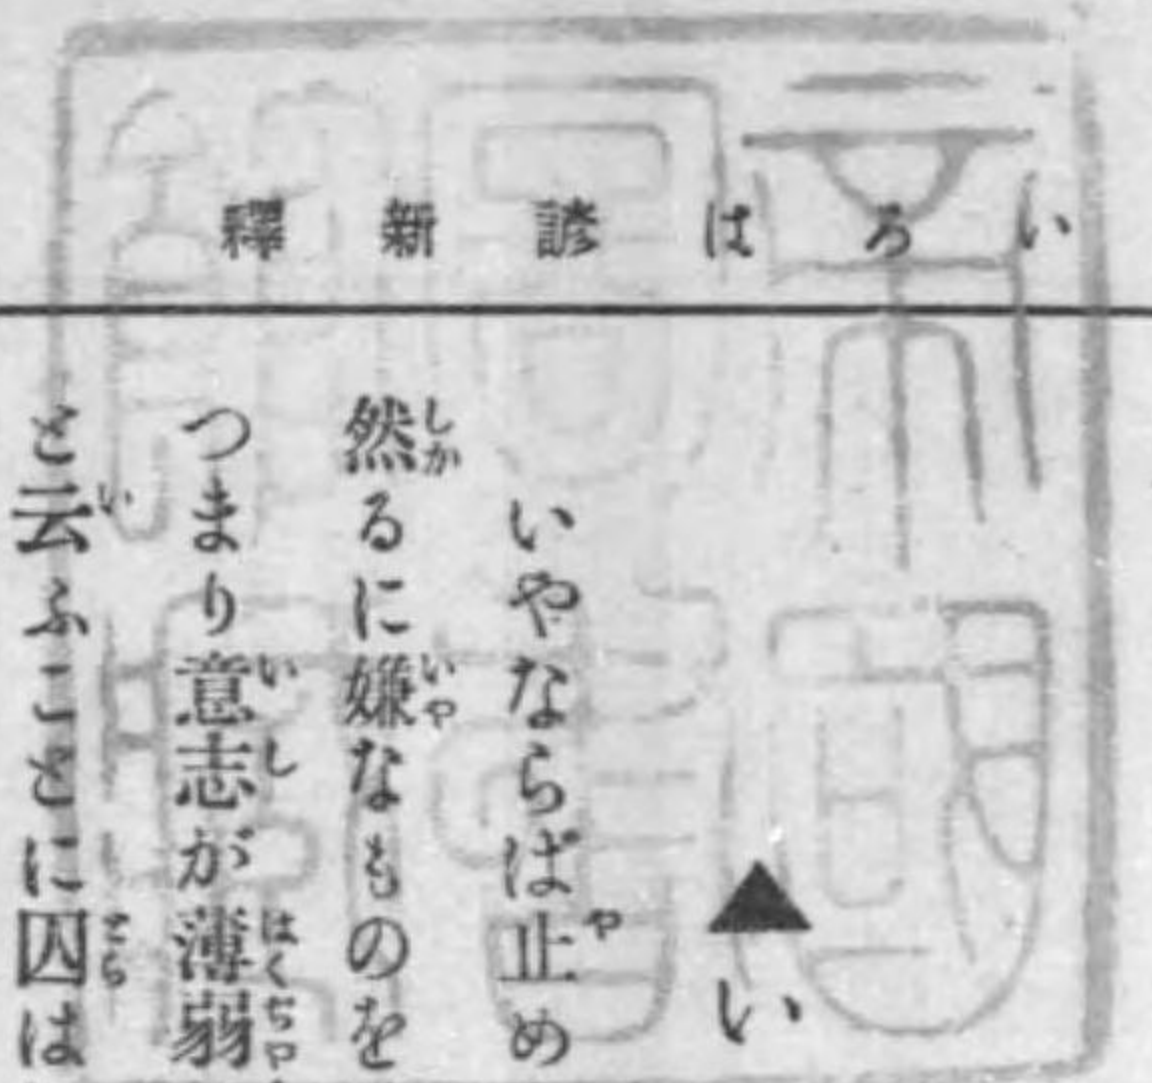 いろは諺新釋
▲い
いやならば止め
然るに嫌なものを
つまり意志が薄弱
と云ふことに囚は